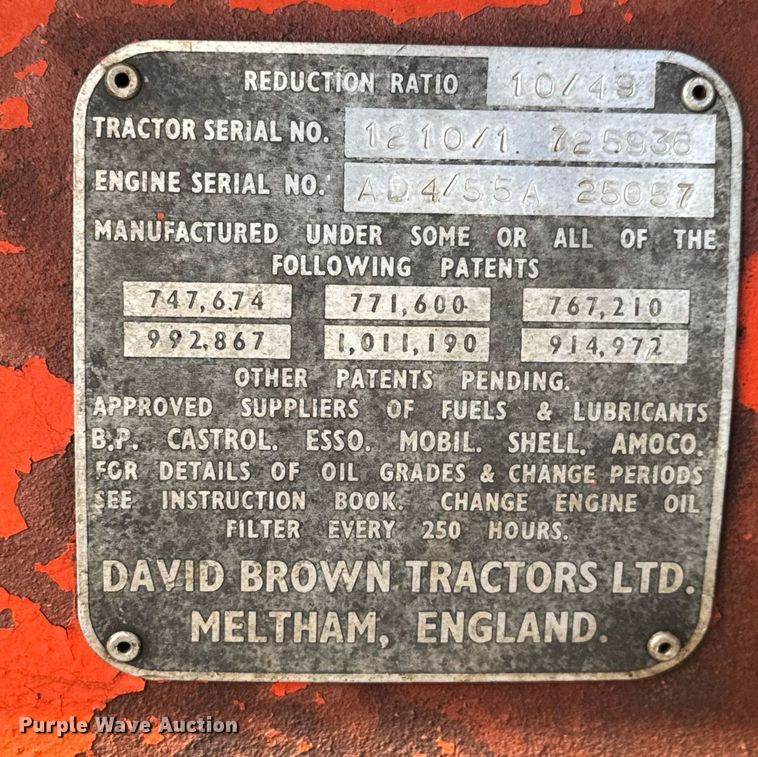 REDUCTION RATIO 10/49
TRACTOR SERIAL NO. 1210/1 725936
ENGINE SERIAL NO. AD4/55A 25057
MANUFACTURED UNDER SOME OR ALL OF THE
FOLLOWING PATENTS
747,674 771,600 767,210
992,867 1,011,190 914,972
OTHER PATENTS PENDING.
APPROVED SUPPLIERS OF FUELS & LUBRICANTS
B.P. CASTROL. ESSO. MOBIL. SHELL. AMOCO.
FOR DETAILS OF OIL GRADES & CHANGE PERIODS
SEE INSTRUCTION BOOK. CHANGE ENGINE OIL
FILTER EVERY 250 HOURS.
DAVID BROWN TRACTORS LTD.
MELTHAM, ENGLAND.
Purple Wave Auction